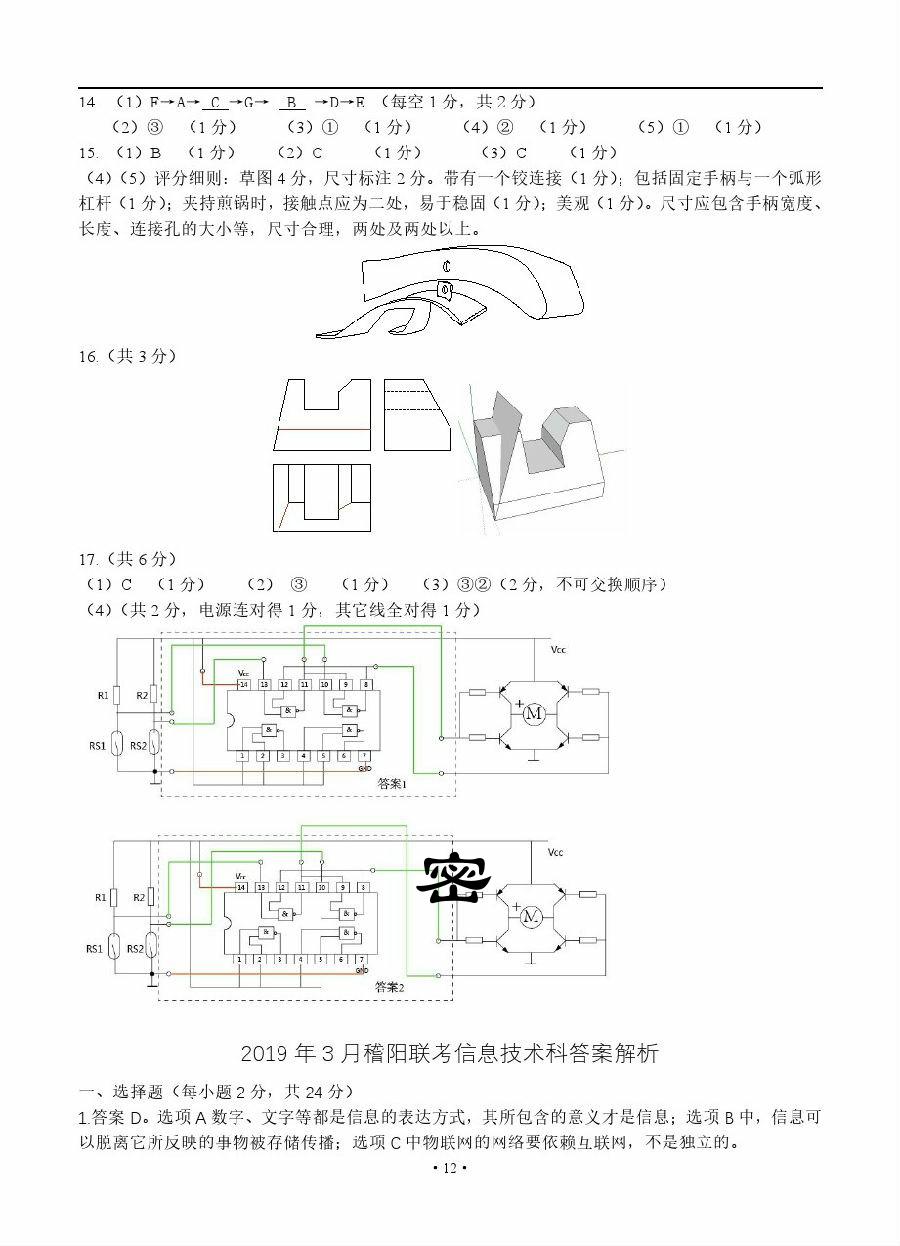 14 （1）F→A→ C →G→ B →D→E （每空 1 分，共 2 分）
（2）③ （1 分） （3）① （1 分） （4）② （1 分） （5）① （1 分）
15. （1）B （1 分） （2）C （1 分） （3）C （1 分）
（4）（5）评分细则：草图 4 分，尺寸标注 2 分。带有一个铰连接（1 分）；包括固定手柄与一个弧形
杠杆（1 分）；夹持煎锅时，接触点应为二处，易于稳固（1 分）；美观（1 分）。尺寸应包含手柄宽度、
长度、连接孔的大小等，尺寸合理，两处及两处以上。
C
16.（共 3 分）
17.（共 6 分）
（1）C （1 分） （2） ③ （1 分） （3）③②（2 分，不可交换顺序）
（4）（共 2 分，电源连对得 1 分；其它线全对得 1 分）
Vcc
Vcc
14 13 12 11 10 9 8
R1 R2
& &
+ M
& &
RS1 RS2
1 2 3 4 5 6 7
GND
答案1
Vcc
密
Vcc
14 13 12 11 10 9 8
R1 R2
& &
+ M
& &
RS1 RS2
1 2 3 4 5 6 7
GND
答案2
2019 年 3 月稽阳联考信息技术科答案解析
一、选择题（每小题 2 分，共 24 分）
1.答案 D。选项 A 数字、文字等都是信息的表达方式，其所包含的意义才是信息；选项 B 中，信息可
以脱离它所反映的事物被存储传播；选项 C 中物联网的网络要依赖互联网，不是独立的。
· 12 ·